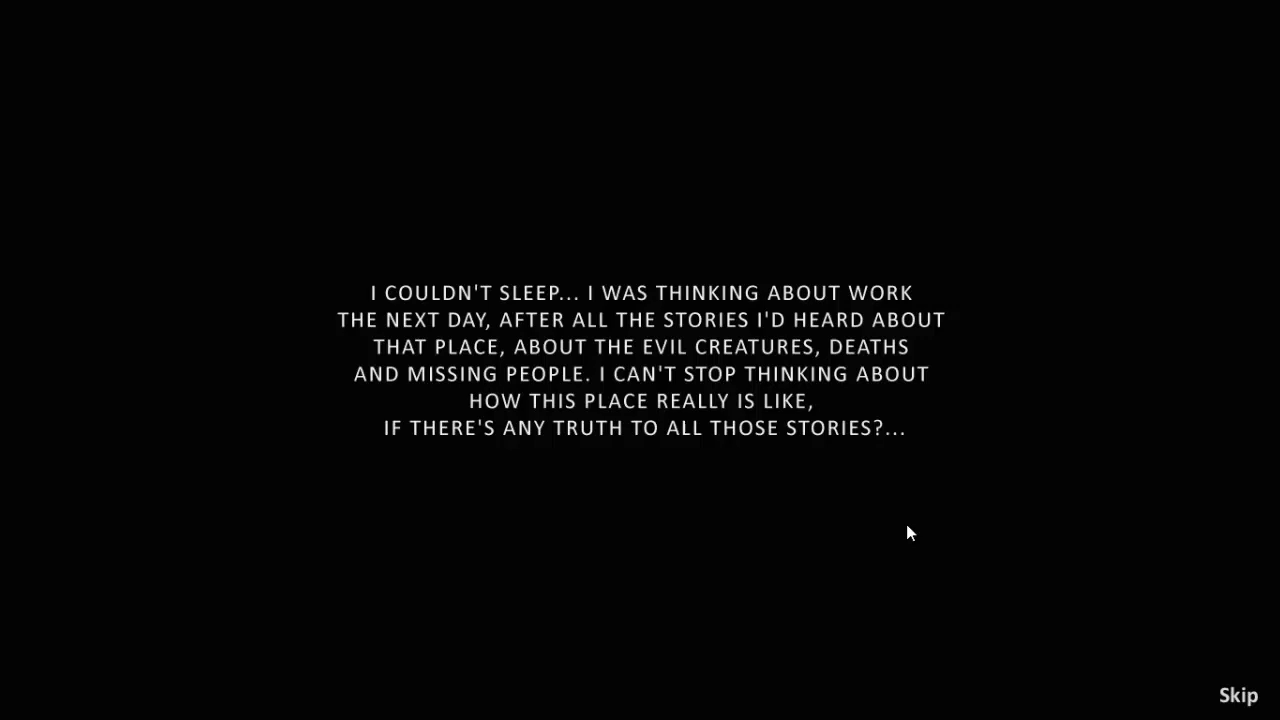 I COULDN'T SLEEP... I WAS THINKING ABOUT WORK
THE NEXT DAY, AFTER ALL THE STORIES I'D HEARD ABOUT
THAT PLACE, ABOUT THE EVIL CREATURES, DEATHS
AND MISSING PEOPLE. I CAN'T STOP THINKING ABOUT
HOW THIS PLACE REALLY IS LIKE,
IF THERE'S ANY TRUTH TO ALL THOSE STORIES?...
Skip